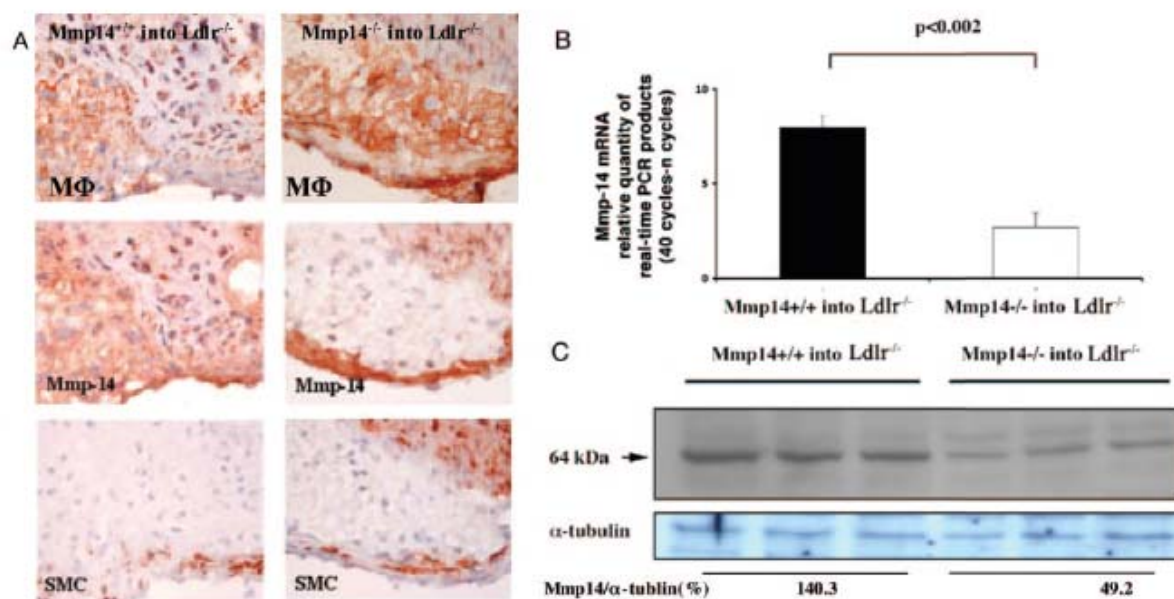 A
Mmp14+/+ into Ldlr-/-
Mmp14-/- into Ldlr-/-
MΦ
MΦ
Mmp-14
Mmp-14
SMC
SMC
B
p<0.002
Mmp-14 mRNA
relative quantity of
real-time PCR products
(40 cycles-n cycles)
10
5
0
Mmp14+/+ into Ldlr-/-
Mmp14-/- into Ldlr-/-
C
Mmp14+/+ into Ldlr-/-
Mmp14-/- into Ldlr-/-
64 kDa
α-tubulin
Mmp14/α-tublin(%)
140.3
49.2